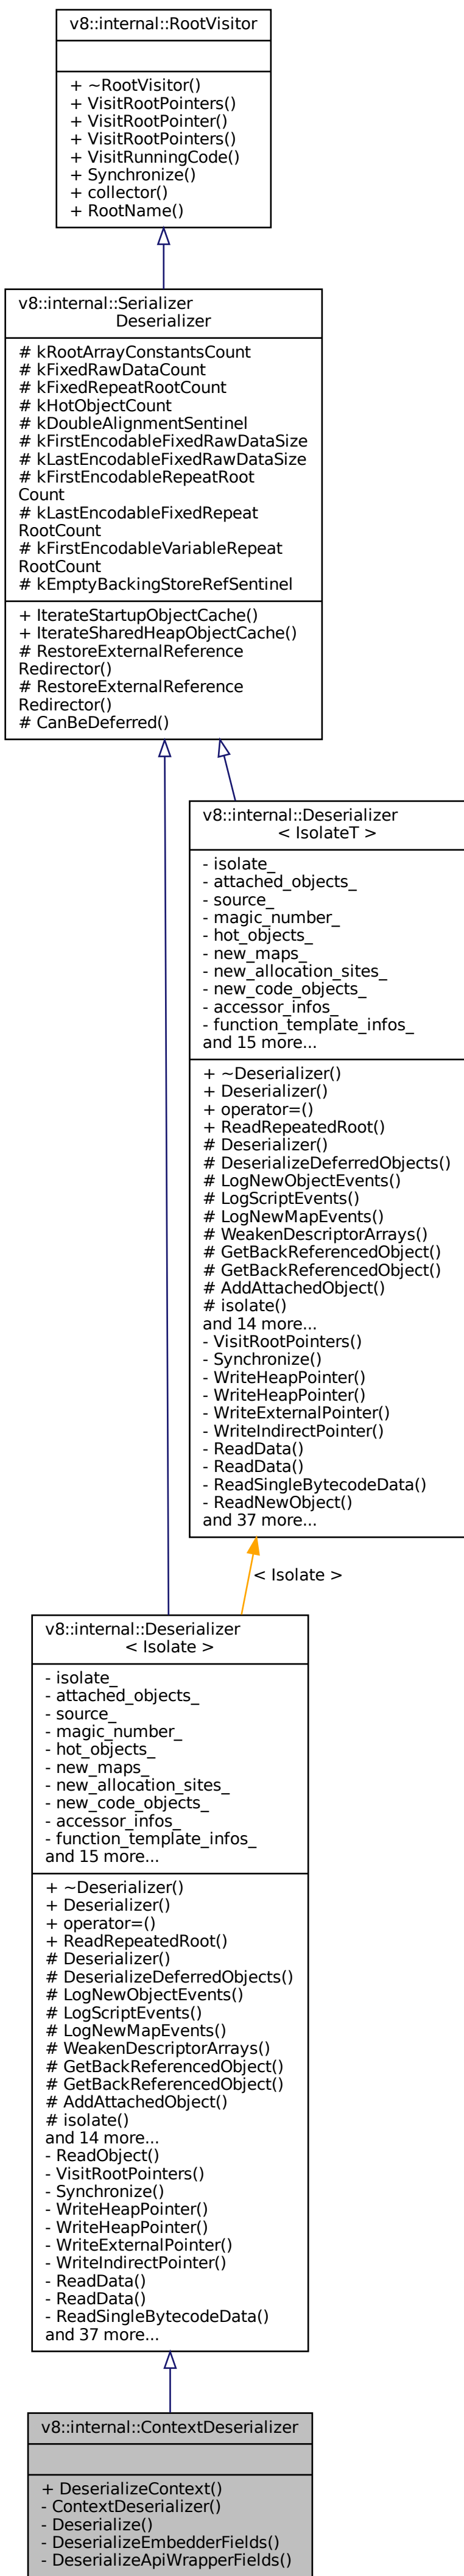 v8::internal::RootVisitor
+ ~RootVisitor()
+ VisitRootPointers()
+ VisitRootPointer()
+ VisitRootPointers()
+ VisitRunningCode()
+ Synchronize()
+ collector()
+ RootName()
v8::internal::Serializer
Deserializer
# kRootArrayConstantsCount
# kFixedRawDataCount
# kFixedRepeatRootCount
# kHotObjectCount
# kDoubleAlignmentSentinel
# kFirstEncodableFixedRawDataSize
# kLastEncodableFixedRawDataSize
# kFirstEncodableRepeatRoot
Count
# kLastEncodableFixedRepeat
RootCount
# kFirstEncodableVariableRepeat
RootCount
# kEmptyBackingStoreRefSentinel
+ IterateStartupObjectCache()
+ IterateSharedHeapObjectCache()
# RestoreExternalReference
Redirector()
# RestoreExternalReference
Redirector()
# CanBeDeferred()
v8::internal::Deserializer
< IsolateT >
- isolate_
- attached_objects_
- source_
- magic_number_
- hot_objects_
- new_maps_
- new_allocation_sites_
- new_code_objects_
- accessor_infos_
- function_template_infos_
and 15 more...
+ ~Deserializer()
+ Deserializer()
+ operator=()
+ ReadRepeatedRoot()
# Deserializer()
# DeserializeDeferredObjects()
# LogNewObjectEvents()
# LogScriptEvents()
# LogNewMapEvents()
# WeakenDescriptorArrays()
# GetBackReferencedObject()
# GetBackReferencedObject()
# AddAttachedObject()
# isolate()
and 14 more...
- VisitRootPointers()
- Synchronize()
- WriteHeapPointer()
- WriteHeapPointer()
- WriteExternalPointer()
- WriteIndirectPointer()
- ReadData()
- ReadData()
- ReadSingleBytecodeData()
- ReadNewObject()
and 37 more...
< Isolate >
v8::internal::Deserializer
< Isolate >
- isolate_
- attached_objects_
- source_
- magic_number_
- hot_objects_
- new_maps_
- new_allocation_sites_
- new_code_objects_
- accessor_infos_
- function_template_infos_
and 15 more...
+ ~Deserializer()
+ Deserializer()
+ operator=()
+ ReadRepeatedRoot()
# Deserializer()
# DeserializeDeferredObjects()
# LogNewObjectEvents()
# LogScriptEvents()
# LogNewMapEvents()
# WeakenDescriptorArrays()
# GetBackReferencedObject()
# GetBackReferencedObject()
# AddAttachedObject()
# isolate()
and 14 more...
- ReadObject()
- VisitRootPointers()
- Synchronize()
- WriteHeapPointer()
- WriteHeapPointer()
- WriteExternalPointer()
- WriteIndirectPointer()
- ReadData()
- ReadData()
- ReadSingleBytecodeData()
and 37 more...
v8::internal::ContextDeserializer
+ DeserializeContext()
- ContextDeserializer()
- Deserialize()
- DeserializeEmbedderFields()
- DeserializeApiWrapperFields()